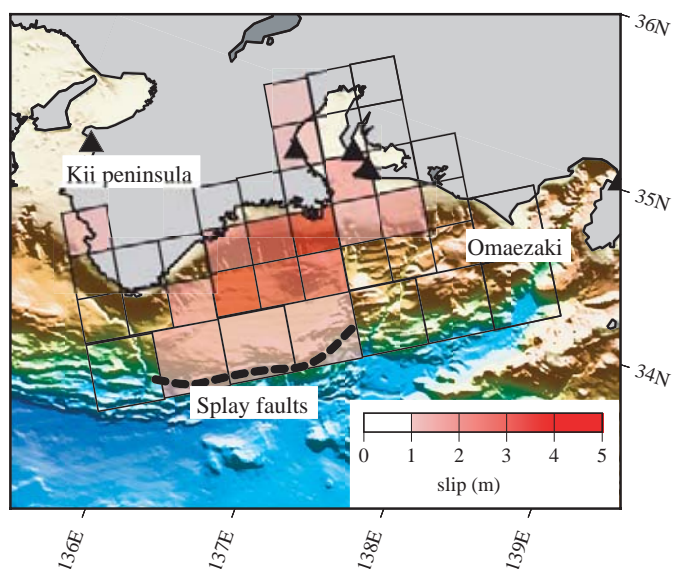 36N
Kii peninsula
35N
Omaezaki
34N
Splay faults
0 1 2 3 4 5
slip (m)
136E 137E 138E 139E